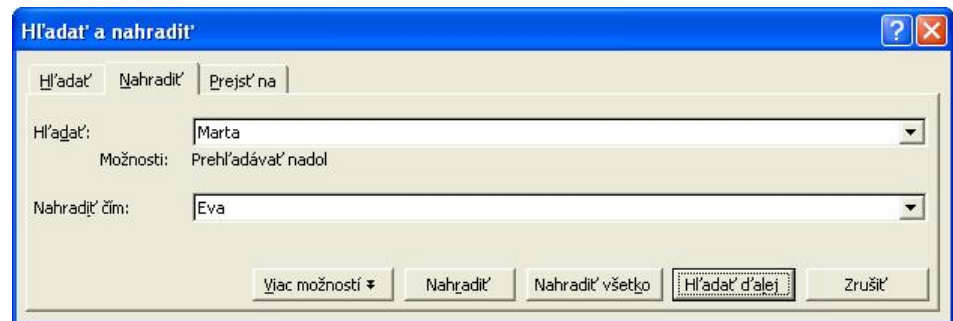 Hľadať a nahradiť
Hľadať Nahradiť Prejsť na
Hľadať: Marta
Možnosti: Prehľadávať nadol
Nahradiť čím: Eva
Viac možností Nahradiť Nahradiť všetko Hľadať ďalej Zrušiť